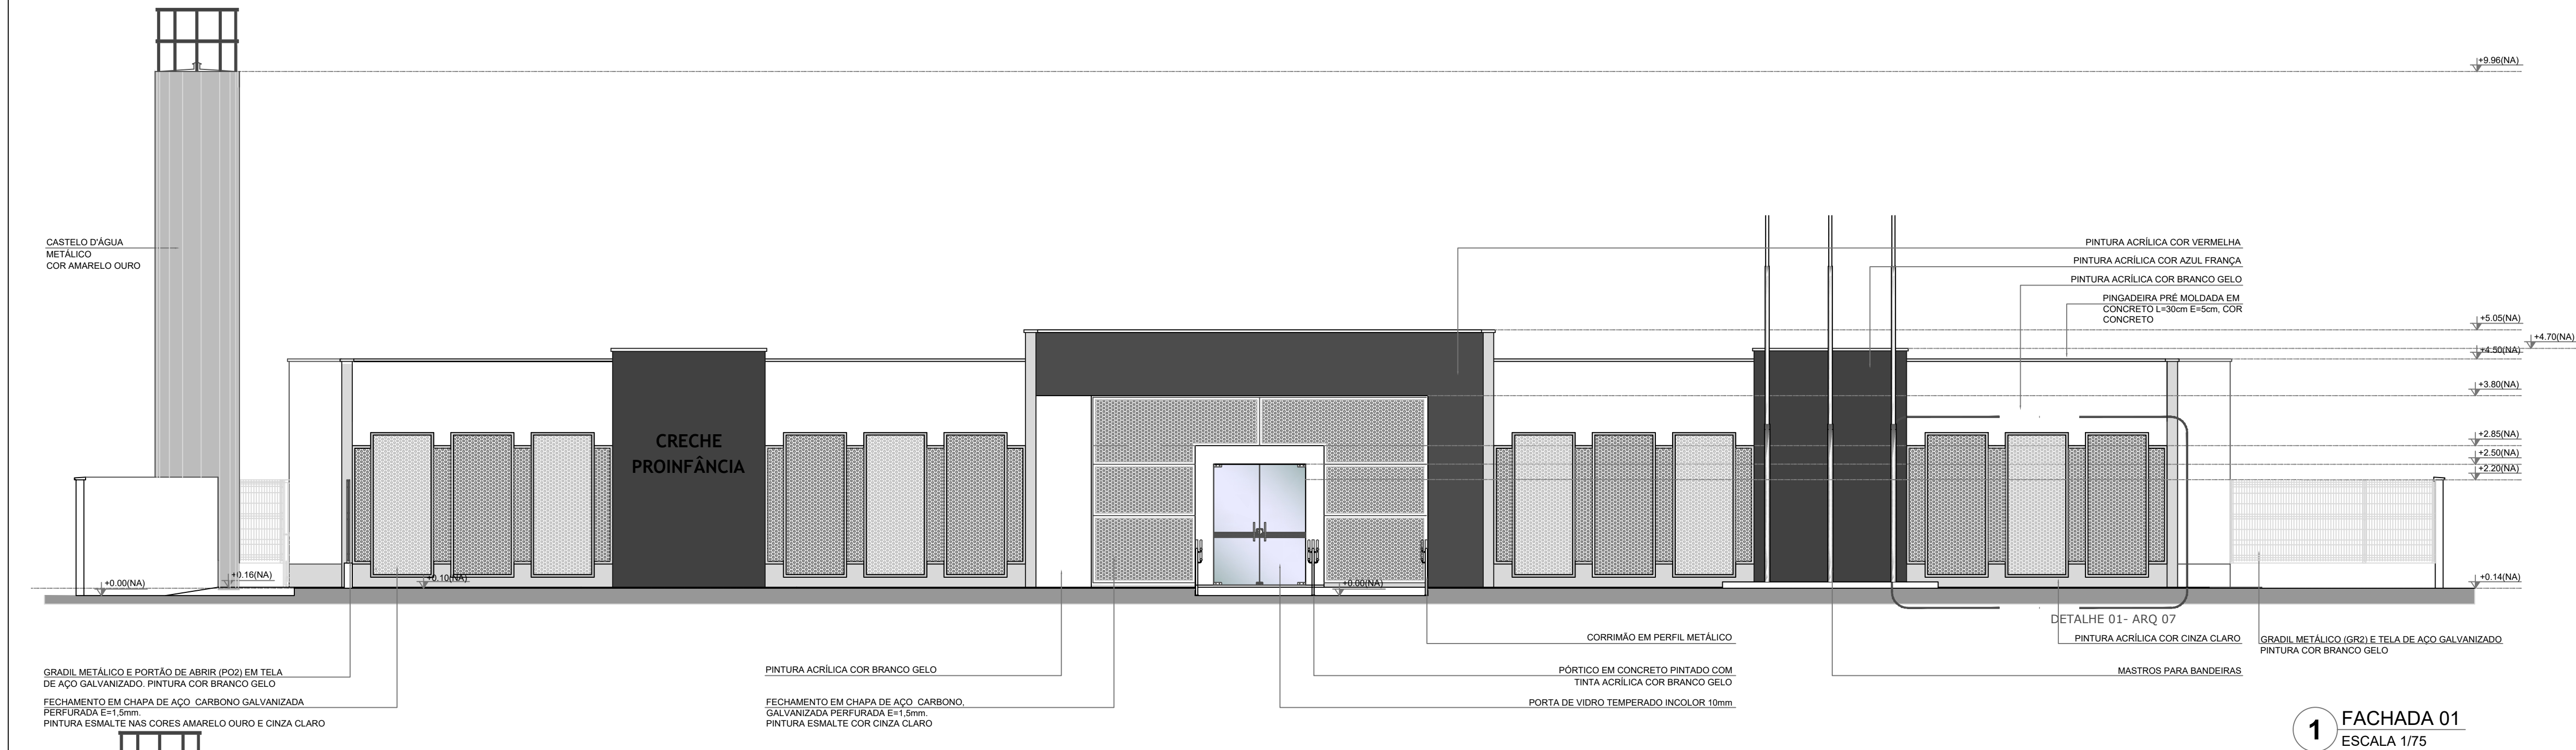 +9.96(NA)
CASTELO D'ÁGUA
METÁLICO
COR AMARELO OURO
PINTURA ACRÍLICA COR VERMELHA
PINTURA ACRÍLICA COR AZUL FRANÇA
PINTURA ACRÍLICA COR BRANCO GELO
PINGADEIRA PRÉ MOLDADA EM
CONCRETO L=30cm E=5cm, COR
CONCRETO
+5.05(NA)
+4.70(NA)
+4.50(NA)
+3.80(NA)
+2.85(NA)
+2.50(NA)
+2.20(NA)
CRECHE
PROINFÂNCIA
+0.00(NA)
+0.16(NA)
+0.10(NA)
+0.00(NA)
+0.14(NA)
DETALHE 01- ARQ 07
GRADIL METÁLICO E PORTÃO DE ABRIR (PO2) EM TELA
DE AÇO GALVANIZADO. PINTURA COR BRANCO GELO
FECHAMENTO EM CHAPA DE AÇO CARBONO GALVANIZADA
PERFURADA E=1,5mm.
PINTURA ESMALTE NAS CORES AMARELO OURO E CINZA CLARO
PINTURA ACRÍLICA COR BRANCO GELO
FECHAMENTO EM CHAPA DE AÇO CARBONO,
GALVANIZADA PERFURADA E=1,5mm.
PINTURA ESMALTE COR CINZA CLARO
CORRIMÃO EM PERFIL METÁLICO
PÓRTICO EM CONCRETO PINTADO COM
TINTA ACRÍLICA COR BRANCO GELO
PORTA DE VIDRO TEMPERADO INCOLOR 10mm
PINTURA ACRÍLICA COR CINZA CLARO
MASTROS PARA BANDEIRAS
GRADIL METÁLICO (GR2) E TELA DE AÇO GALVANIZADO
PINTURA COR BRANCO GELO
1 FACHADA 01
ESCALA 1/75